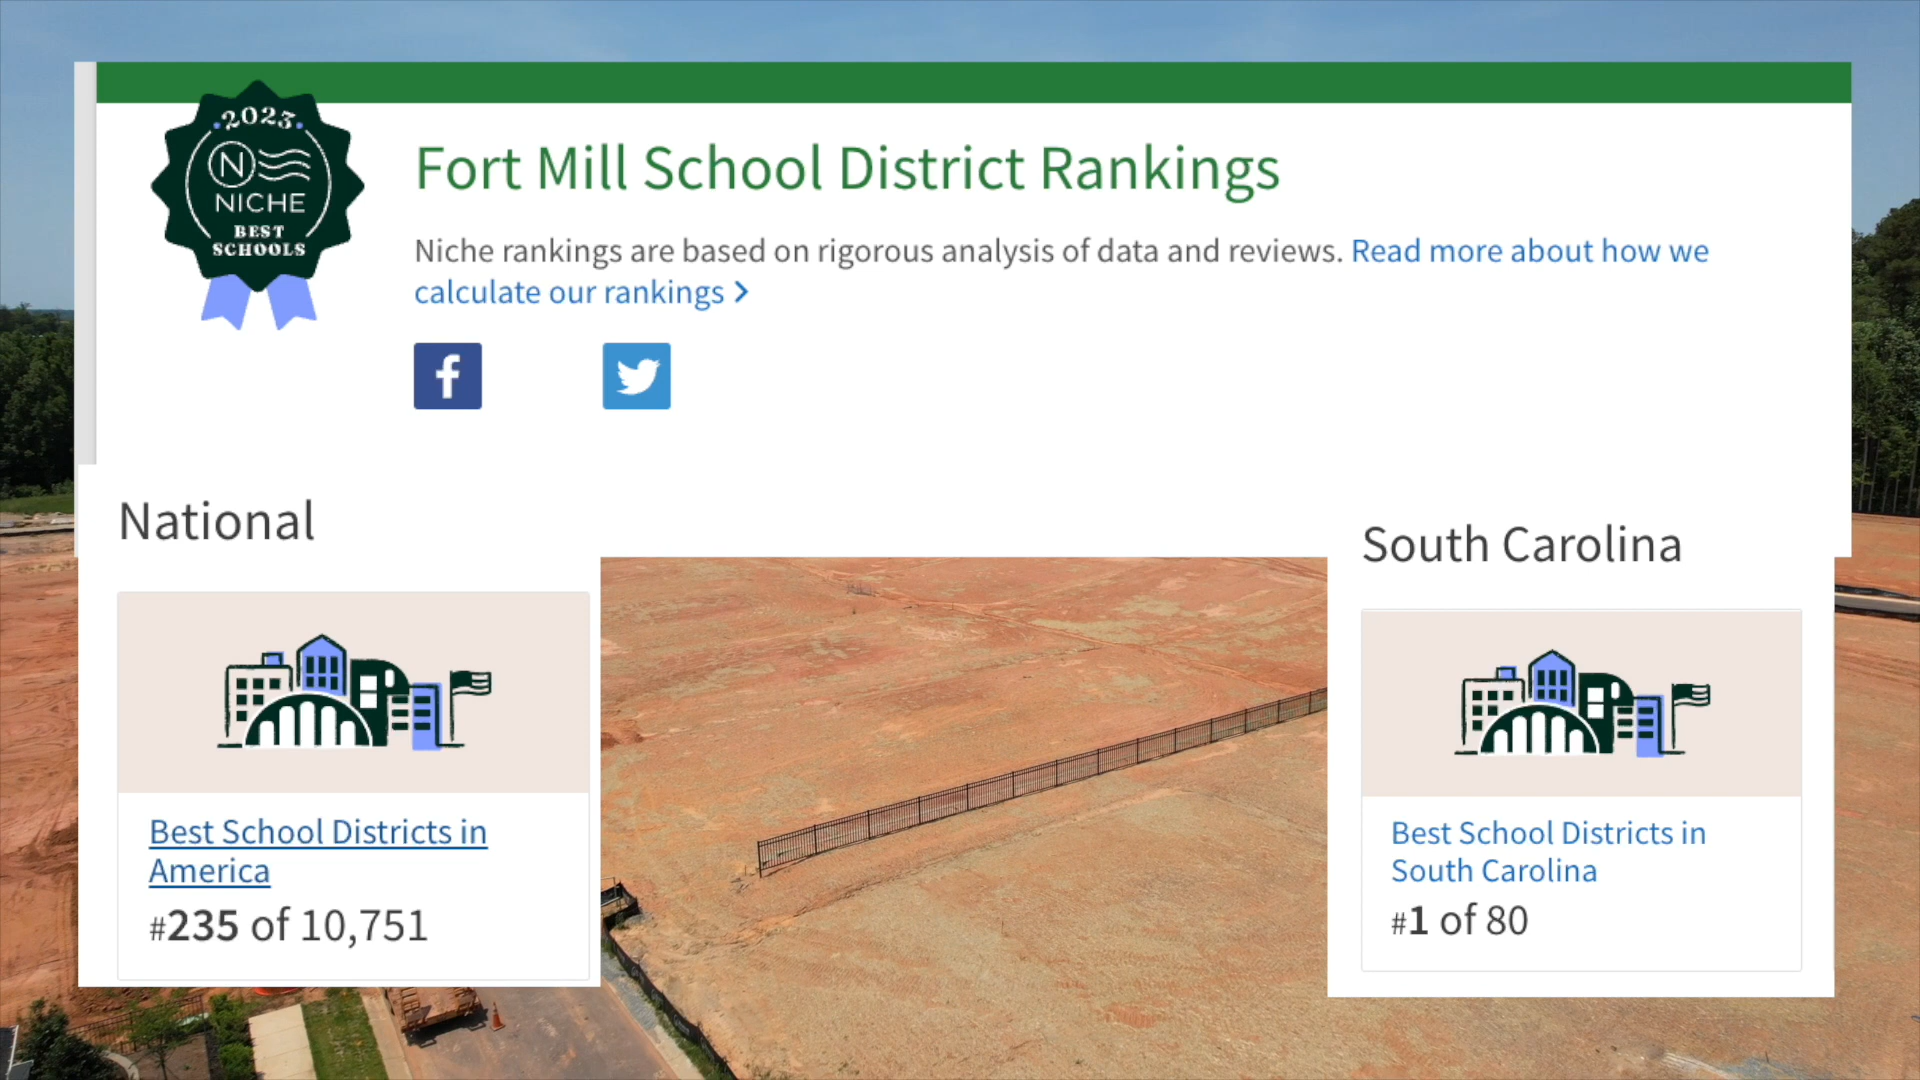 2023
N
NICHE
BEST
SCHOOLS
Fort Mill School District Rankings
Niche rankings are based on rigorous analysis of data and reviews. Read more about how we
calculate our rankings >
f
National
South Carolina
Best School Districts in
America
#235 of 10,751
Best School Districts in
South Carolina
#1 of 80